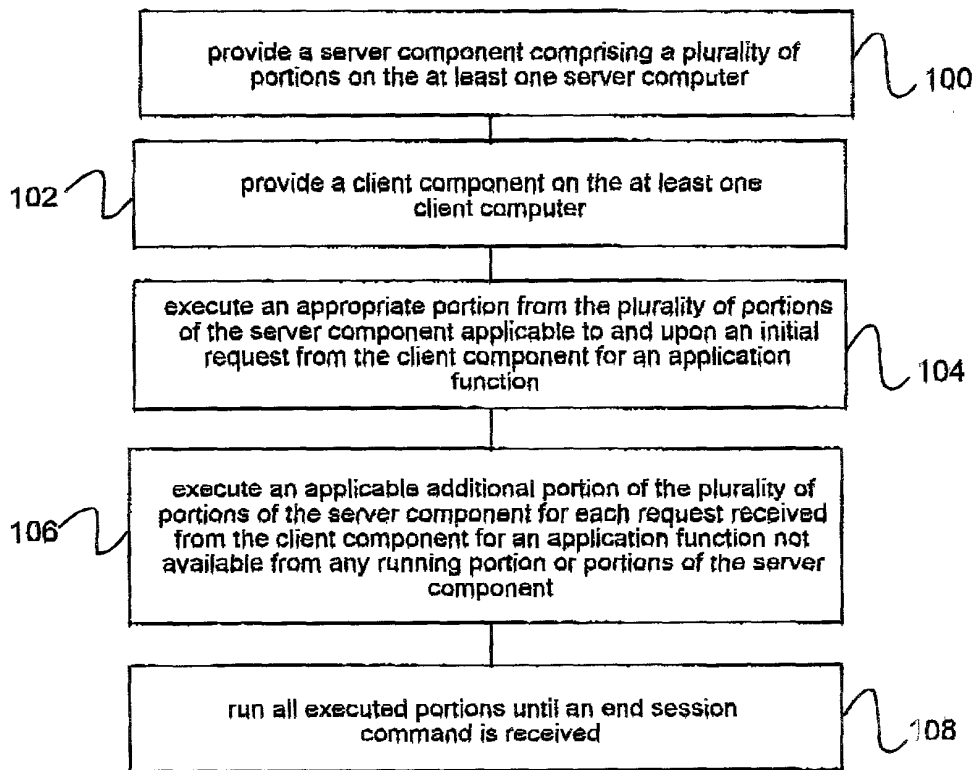 provide a server component comprising a plurality of
portions on the at least one server computer
100
102
provide a client component on the at least one
client computer
execute an appropriate portion from the plurality of portions
of the server component applicable to and upon an initial
request from the client component for an application
function
104
106
execute an applicable additional portion of the plurality of
portions of the server component for each request received
from the client component for an application function not
available from any running portion or portions of the server
component
run all executed portions until an end session
command is received
108